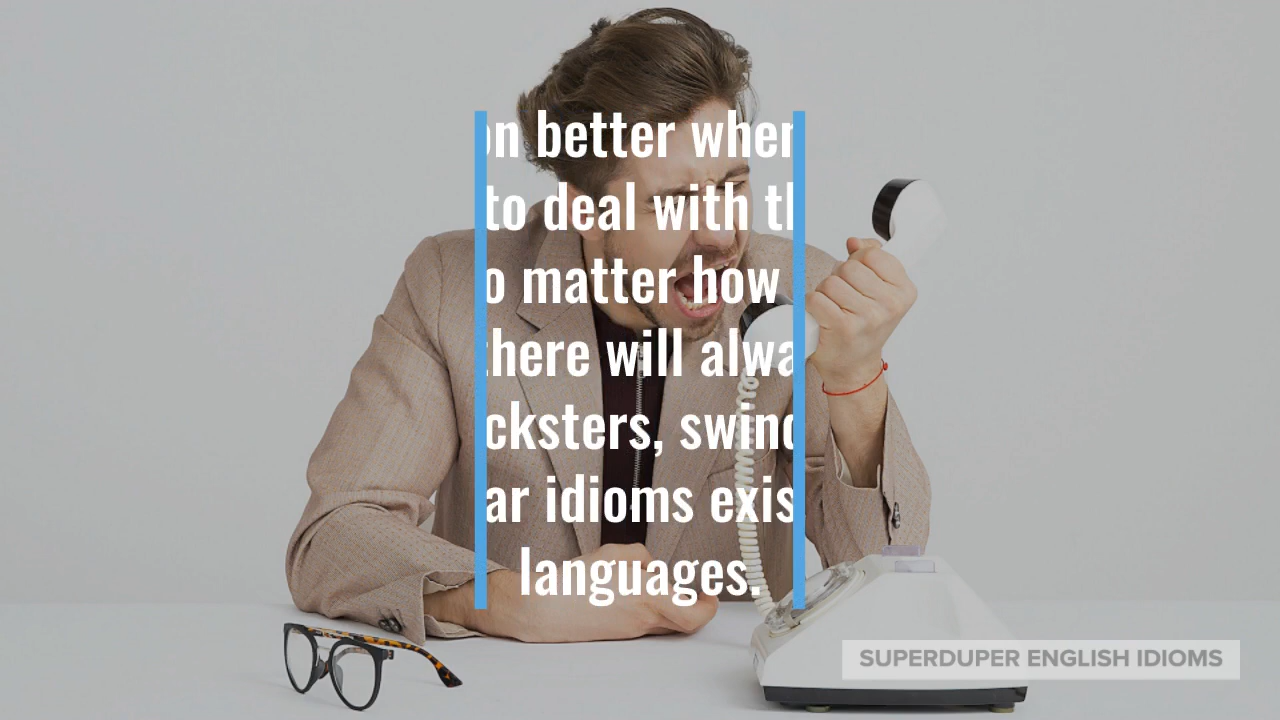 on better when
to deal with th
o matter how
there will alwa
cksters, swind
ar idioms exis
languages.
SUPERDUPER ENGLISH IDIOMS